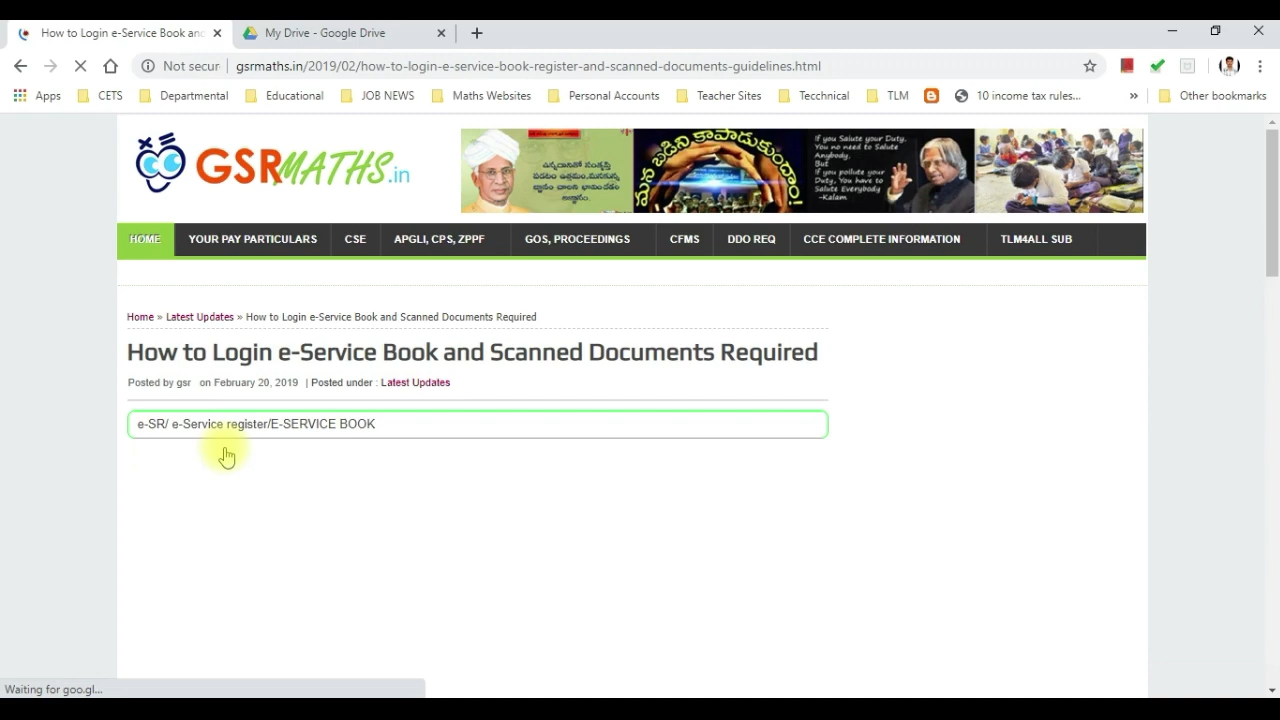 How to Login e-Service Book and
My Drive - Google Drive
Not secur
gsrmaths.in/2019/02/how-to-login-e-service-book-register-and-scanned-documents-guidelines.html
Apps CETS Departmental Educational JOB NEWS Maths Websites Personal Accounts Teacher Sites Tecchnical TLM 10 income tax rules... » Other bookmarks
GSRMATHS.in
మన బడిని కాపాడుకుందాం!
If you Salute your Duty,
You no need to Salute
Anybody,
But
If you pollute your
Duty, You have to
Salute Everybody
-Kalam
HOME YOUR PAY PARTICULARS CSE APGLI, CPS, ZPPF GOS, PROCEEDINGS CFMS DDO REQ CCE COMPLETE INFORMATION TLM4ALL SUB
Home » Latest Updates » How to Login e-Service Book and Scanned Documents Required
How to Login e-Service Book and Scanned Documents Required
Posted by gsr on February 20, 2019 | Posted under : Latest Updates
e-SR/ e-Service register/E-SERVICE BOOK
Waiting for goo.gl...